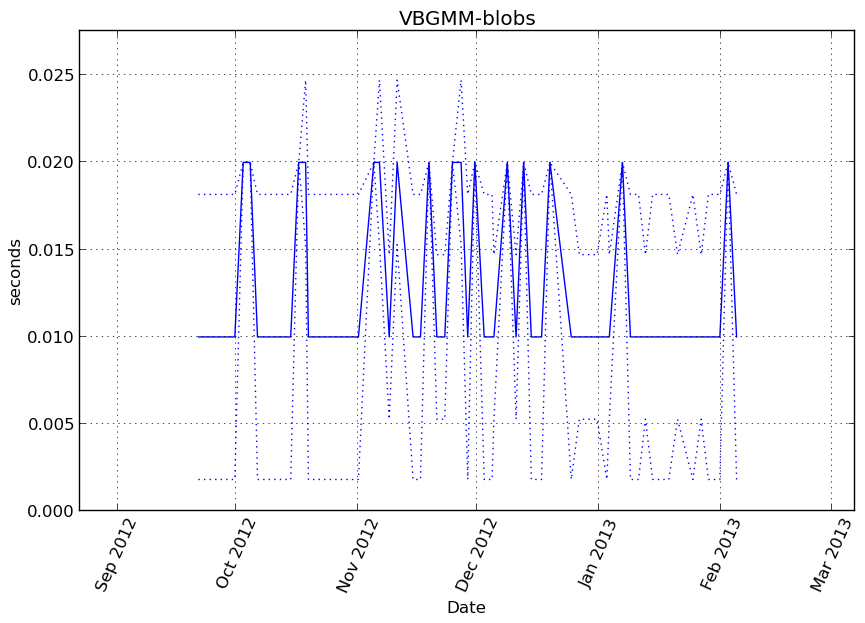 VBGMM-blobs
0.025
0.020
0.015
0.010
0.005
0.000
seconds
Sep 2012
Oct 2012
Nov 2012
Dec 2012
Jan 2013
Feb 2013
Mar 2013
Date